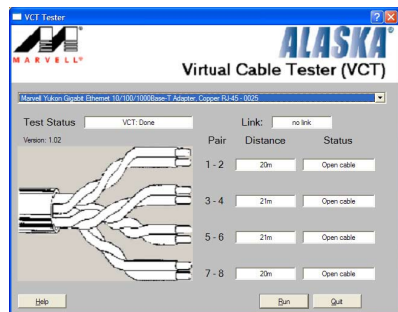 VCT Tester
MARVELL®
ALASKA®
Virtual Cable Tester (VCT)
Marvell Yukon Gigabit Ethernet 10/100/1000Base-T Adapter, Copper RJ-45 - 0025
Test Status VCT: Done Link: no link
Version: 1.02
Pair Distance Status
1 - 2 20m Open cable
3 - 4 21m Open cable
5 - 6 21m Open cable
7 - 8 20m Open cable
Help Run Quit